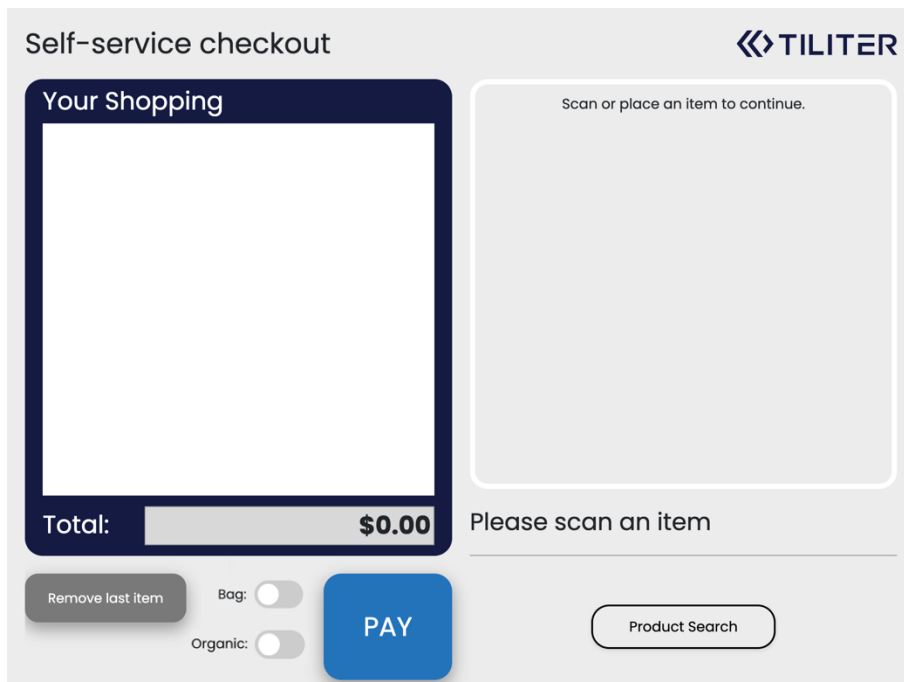 Self-service checkout
TILITER
Your Shopping
Scan or place an item to continue.
Total:
$0.00
Please scan an item
Remove last item
Bag:
Organic:
PAY
Product Search